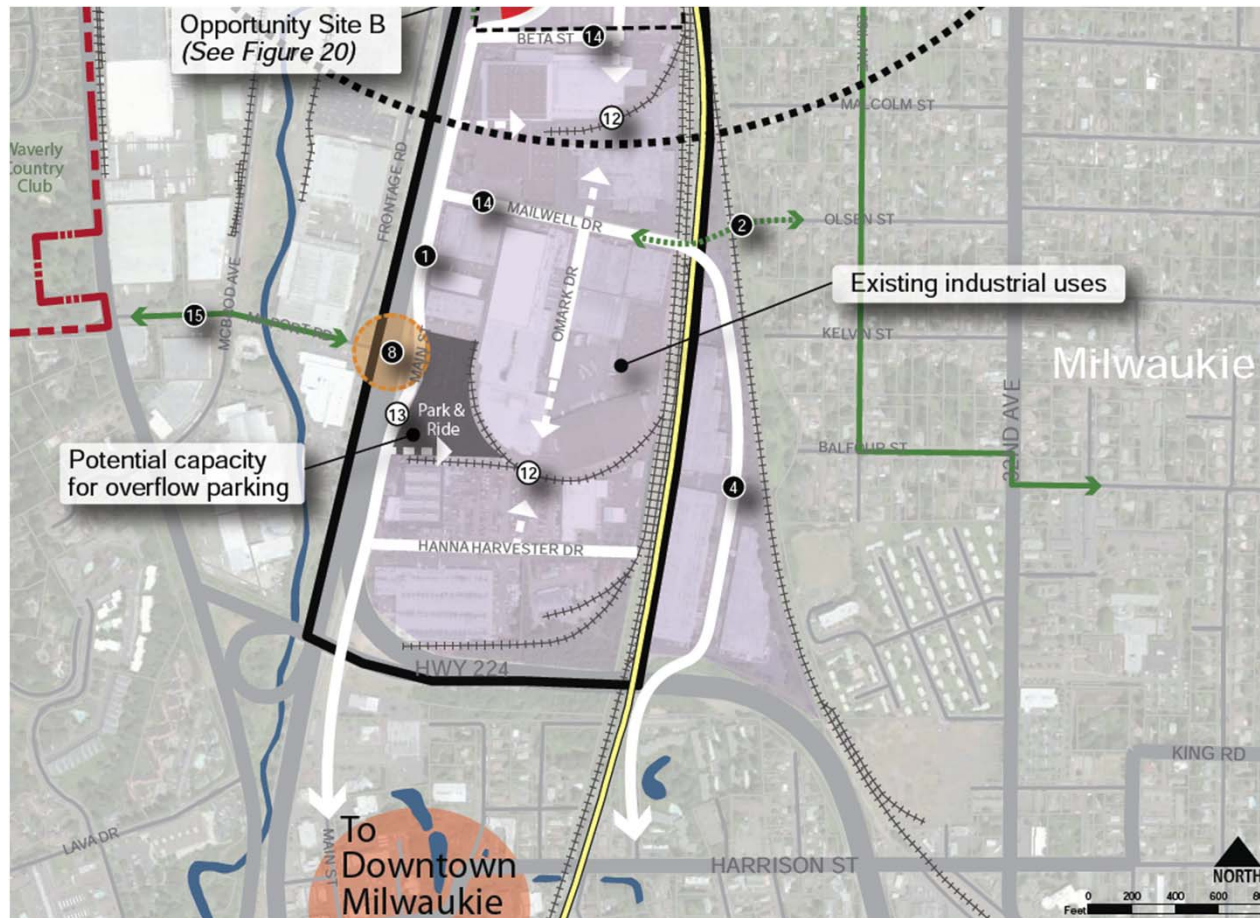 Opportunity Site B
(See Figure 20)
BETA ST
14
MALCOLM ST
12
Waverly
Country
Club
FRONTAGE RD
14
MAILWELL DR
2
OLSEN ST
1
OMARK DR
Existing industrial uses
15
MCBROD AVE
8
MAIN ST
KELVIN ST
Milwaukie
32ND AVE
13
Park &
Ride
BALFOUR ST
Potential capacity
for overflow parking
12
4
HANNA HARVESTER DR
HWY 224
KING RD
To
Downtown
Milwaukie
LAVA DR
MAIN ST
HARRISON ST
NORTH
0 200 400 600
Feet